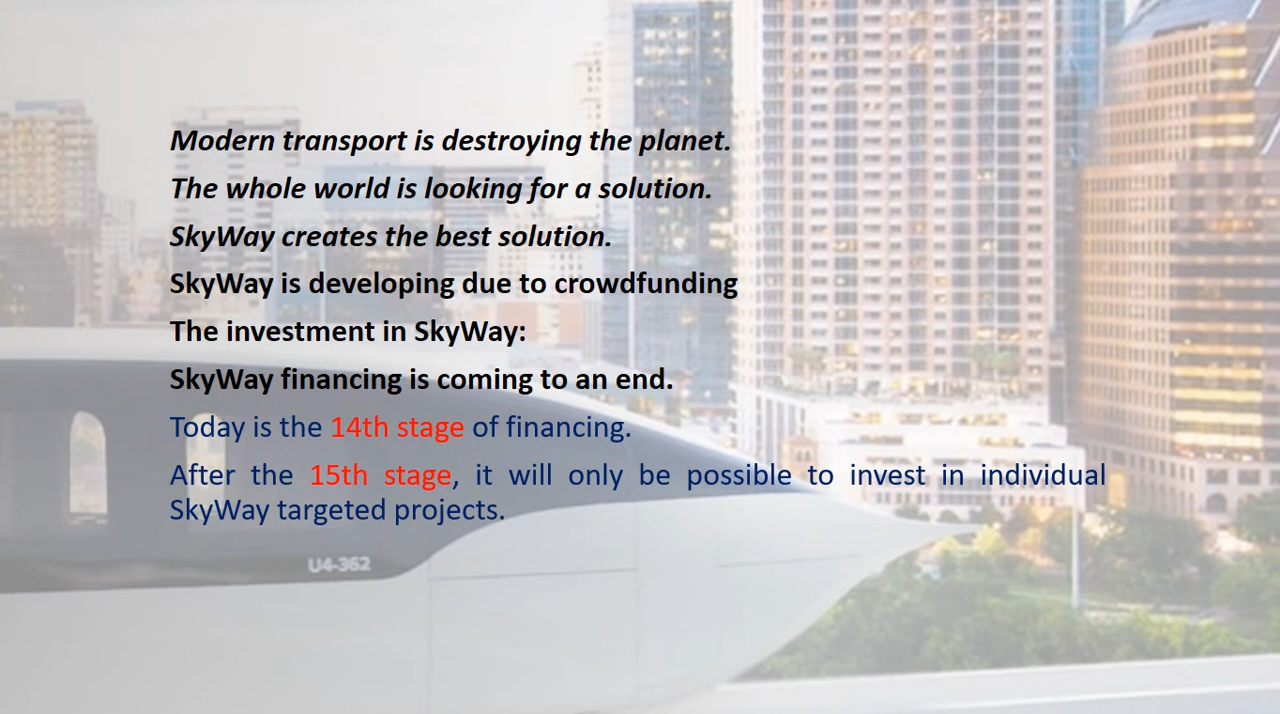 Modern transport is destroying the planet.
The whole world is looking for a solution.
SkyWay creates the best solution.
SkyWay is developing due to crowdfunding
The investment in SkyWay:
SkyWay financing is coming to an end.
Today is the 14th stage of financing.
After the 15th stage, it will only be possible to invest in individual
SkyWay targeted projects.
U4-362